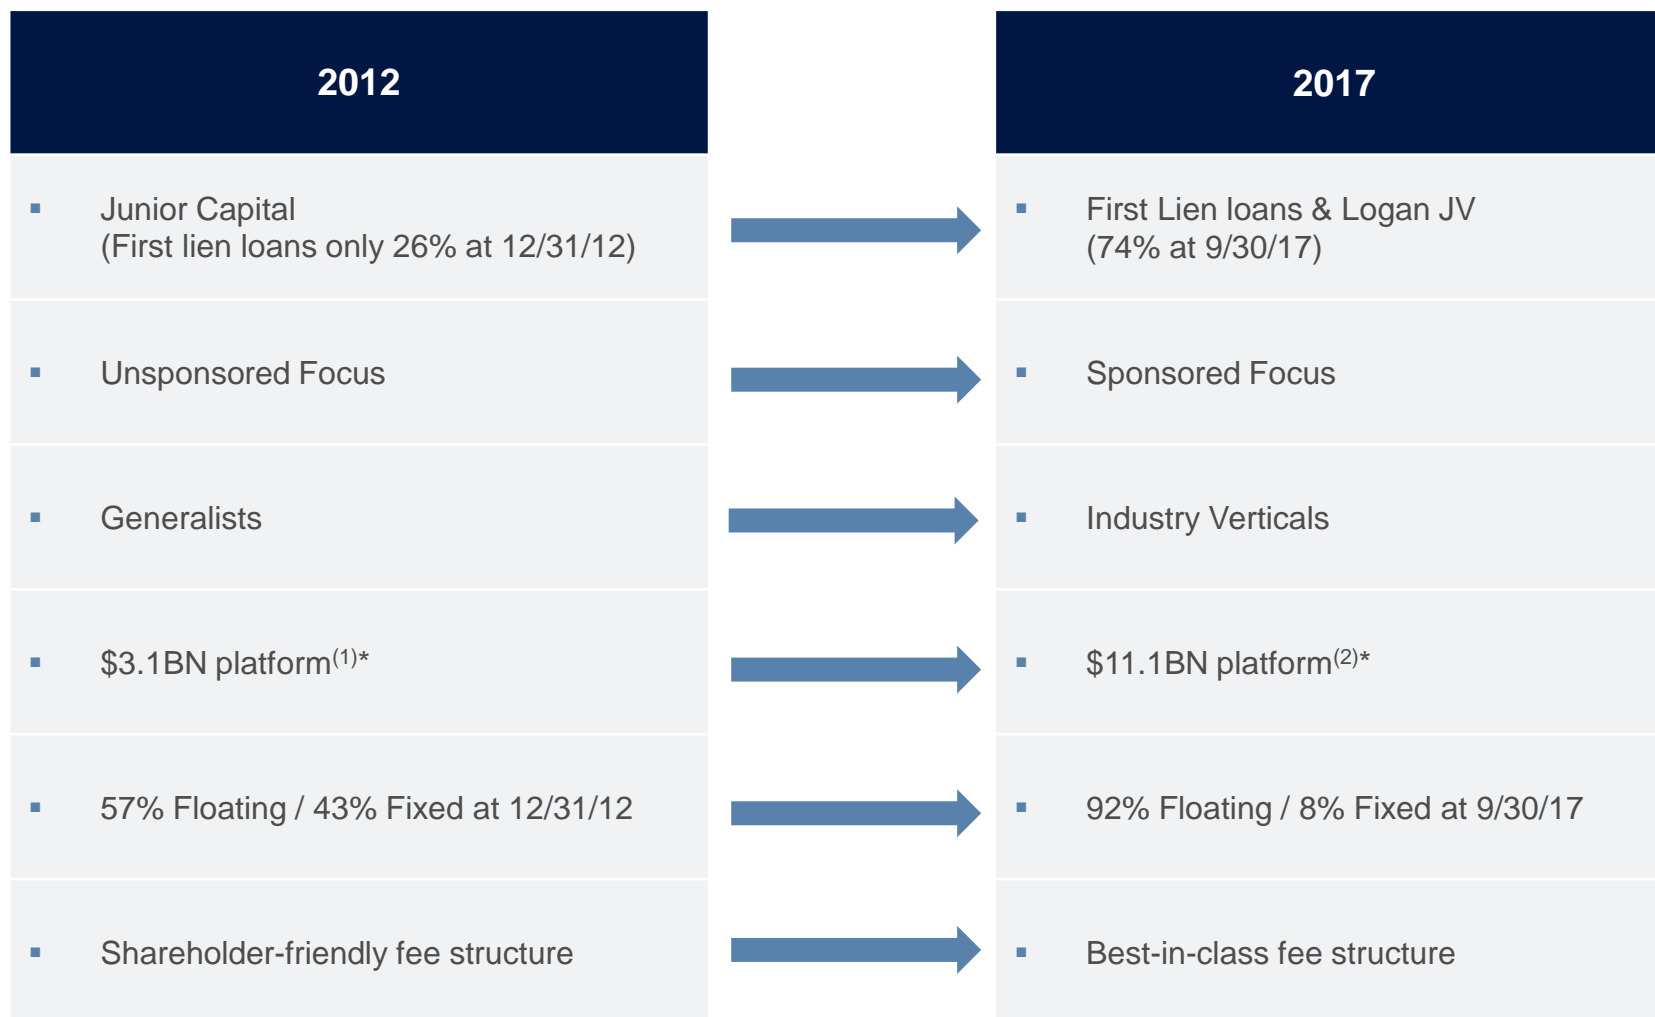 2012
2017
▪ Junior Capital
(First lien loans only 26% at 12/31/12)
▪ First Lien loans & Logan JV
(74% at 9/30/17)
▪ Unsponsored Focus
▪ Sponsored Focus
▪ Generalists
▪ Industry Verticals
▪ $3.1BN platform(1)*
▪ $11.1BN platform(2)*
▪ 57% Floating / 43% Fixed at 12/31/12
▪ 92% Floating / 8% Fixed at 9/30/17
▪ Shareholder-friendly fee structure
▪ Best-in-class fee structure